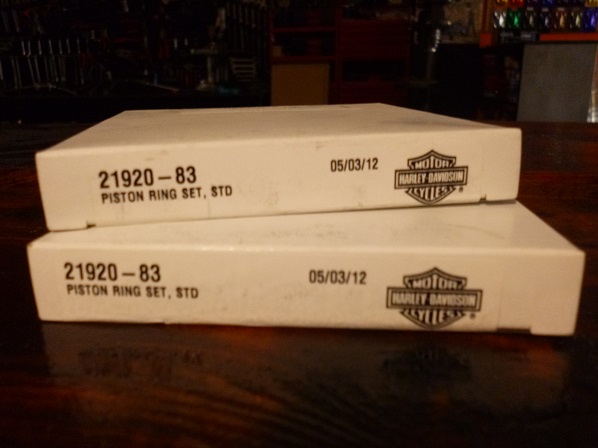 21920-83
PISTON RING SET, STD
05/03/12
MOTOR
HARLEY-DAVIDSON
CYCLES
®
21920-83
PISTON RING SET, STD
05/03/12
MOTOR
HARLEY-DAVIDSON
CYCLES
®